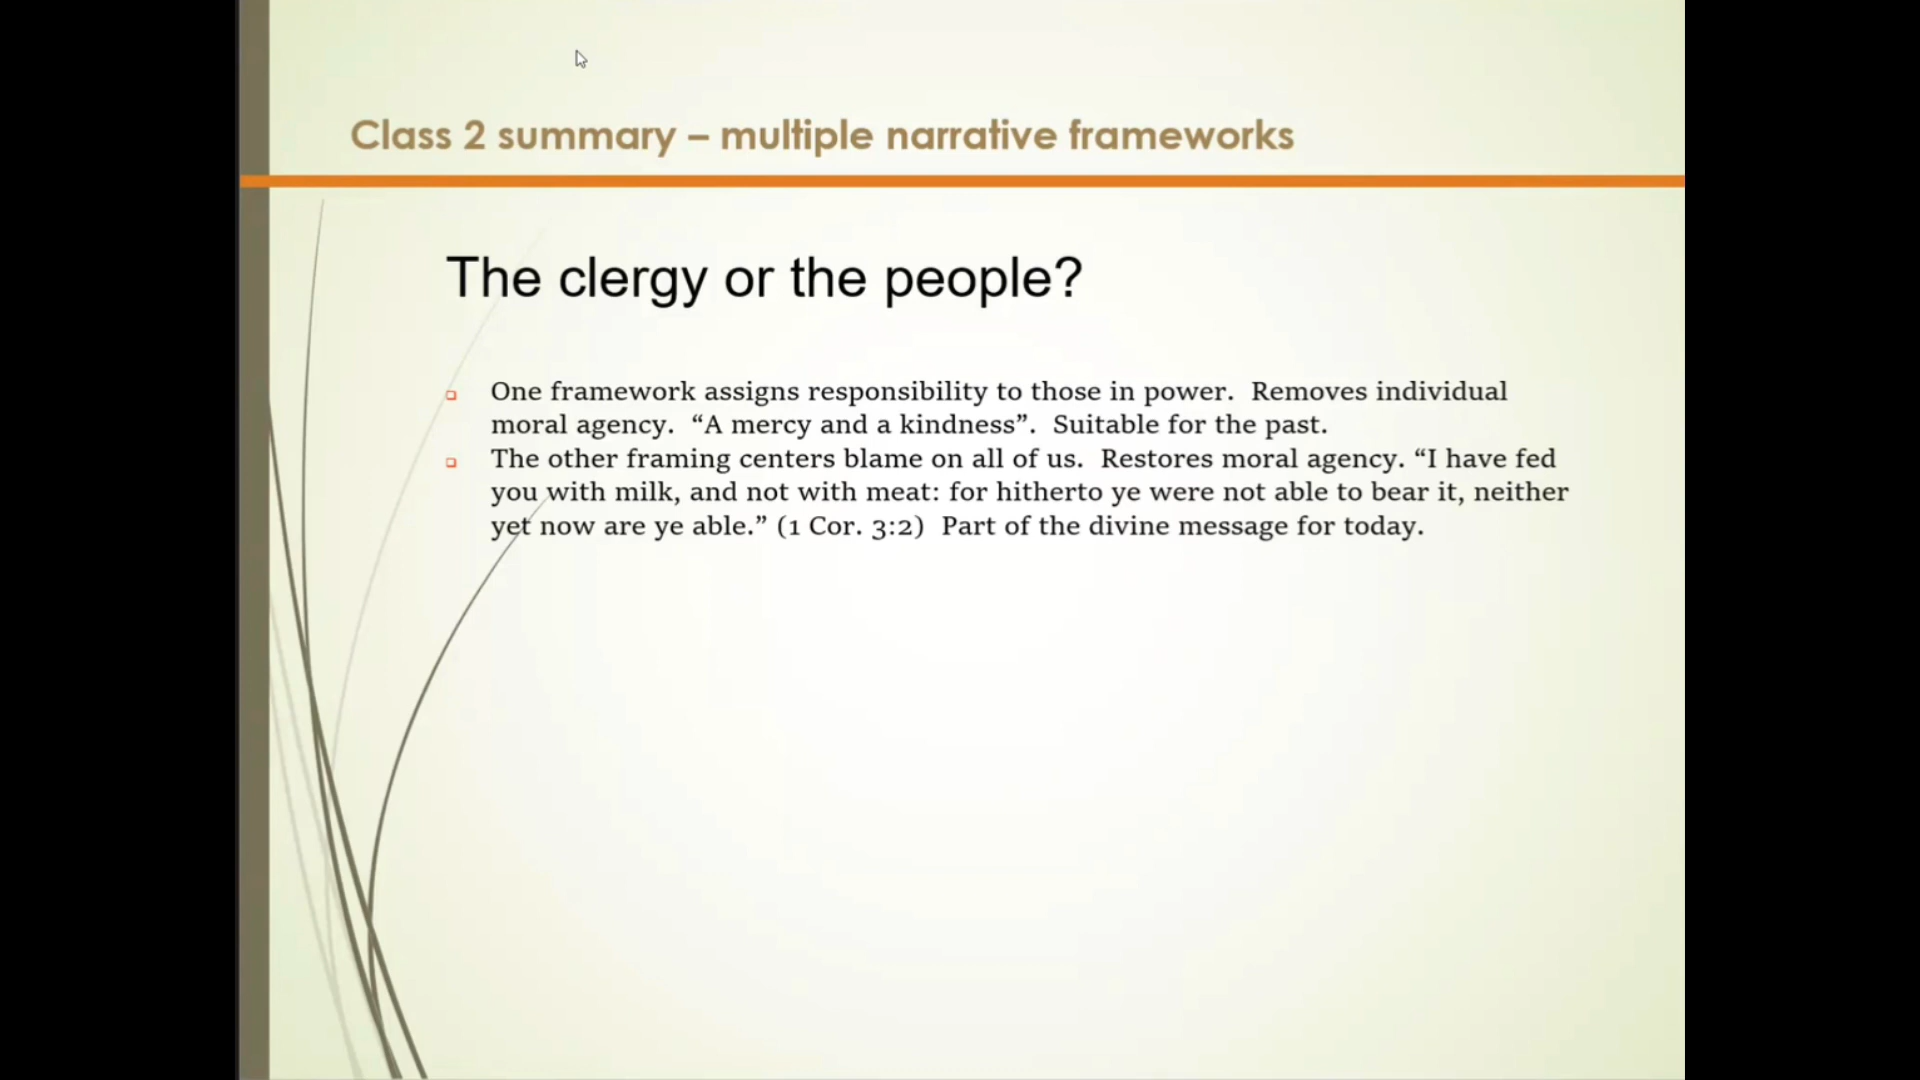 Class 2 summary – multiple narrative frameworks
The clergy or the people?
One framework assigns responsibility to those in power.  Removes individual
moral agency.  “A mercy and a kindness”.  Suitable for the past.
The other framing centers blame on all of us.  Restores moral agency. “I have fed
you with milk, and not with meat: for hitherto ye were not able to bear it, neither
yet now are ye able.” (1 Cor. 3:2)  Part of the divine message for today.